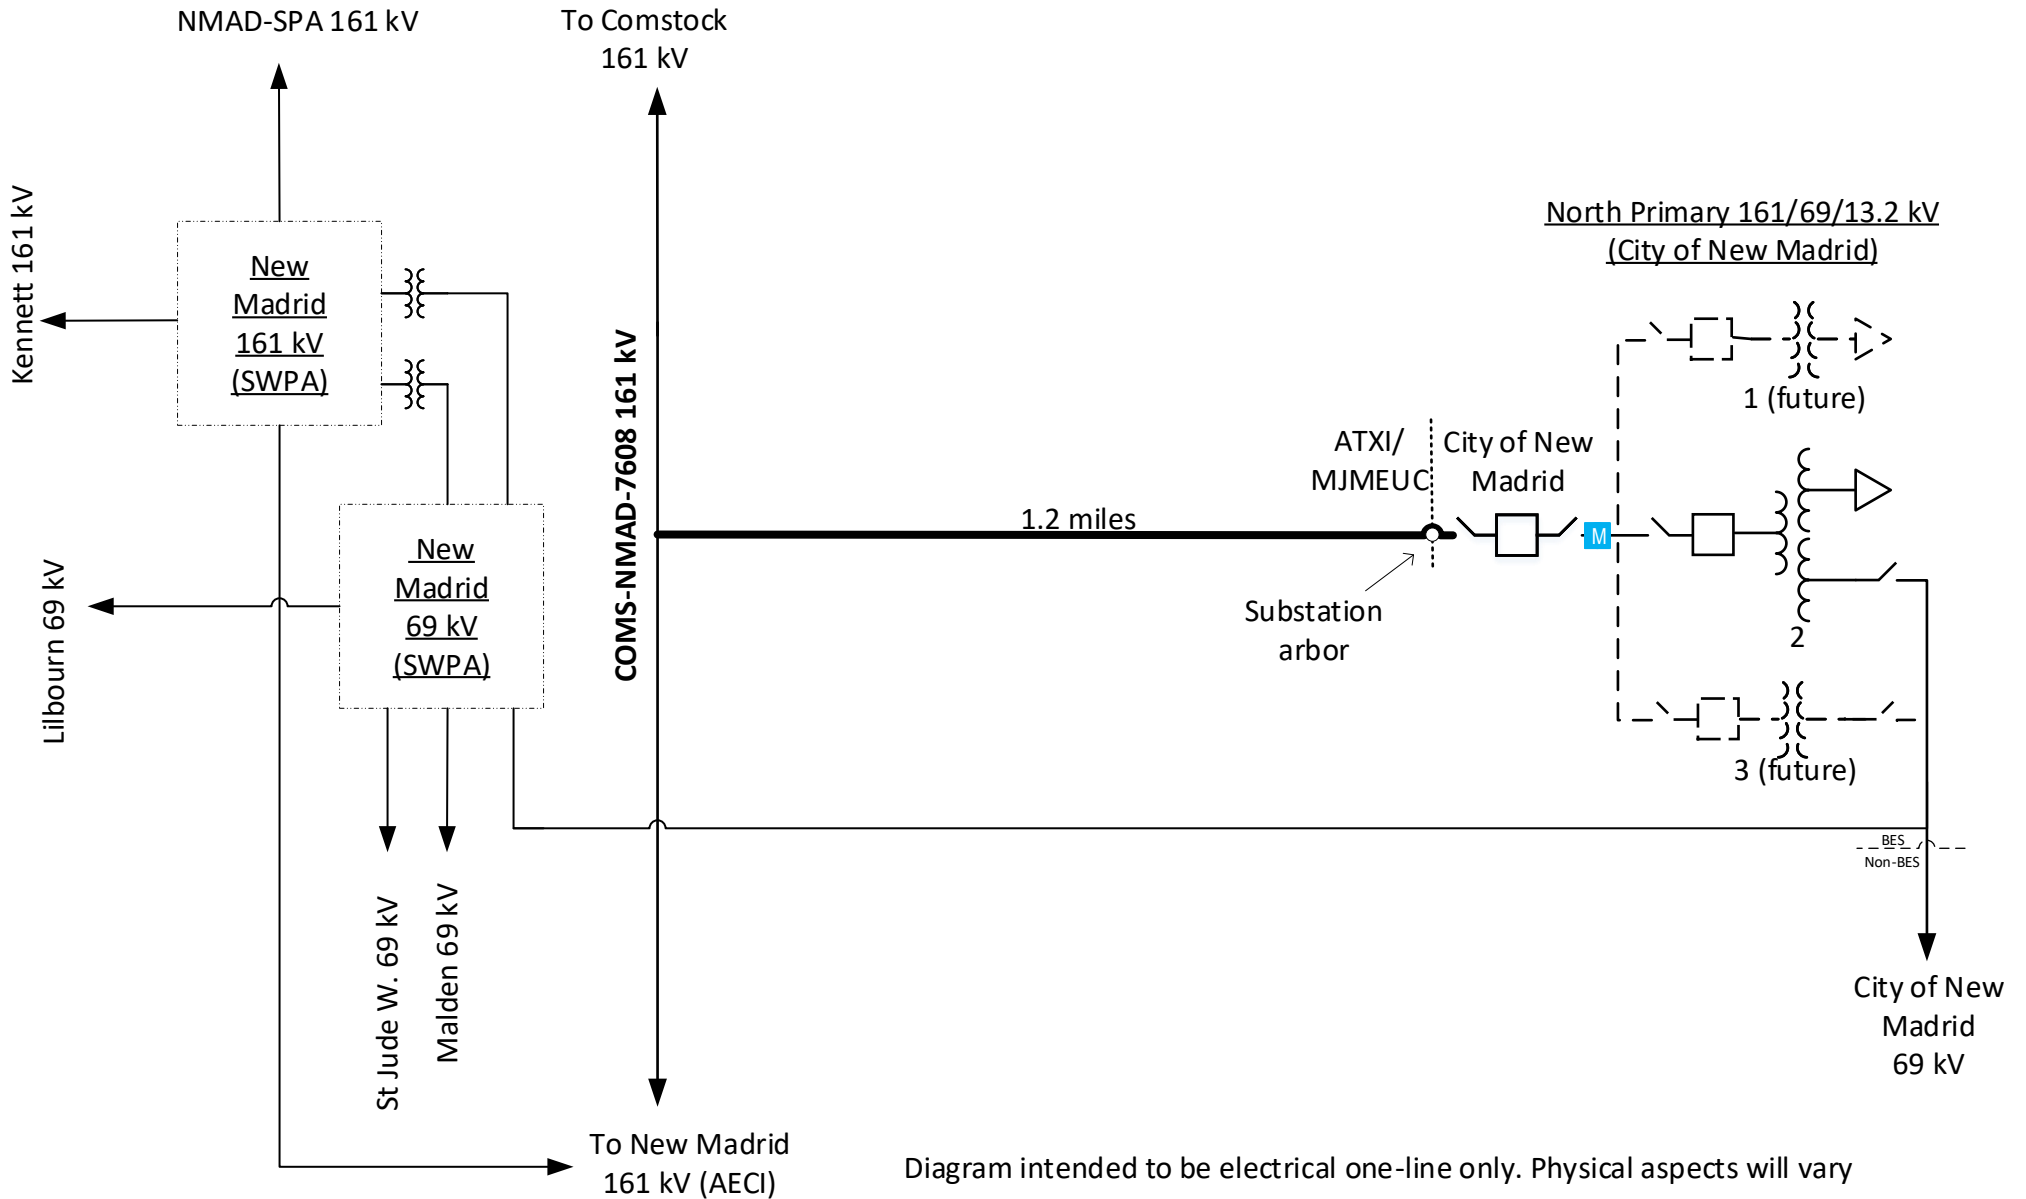 NMAD-SPA 161 kV
To Comstock
161 kV
Kennett 161 kV
New
Madrid
161 kV
(SWPA)
North Primary 161/69/13.2 kV
(City of New Madrid)
1 (future)
COMS-NMAD-7608 161 kV
ATXI/
MJMEUC
City of New
Madrid
1.2 miles
M
Substation
arbor
2
New
Madrid
69 kV
(SWPA)
Lilbourn 69 kV
3 (future)
BES
Non-BES
St Jude W. 69 kV
Malden 69 kV
City of New
Madrid
69 kV
To New Madrid
161 kV (AECI)
Diagram intended to be electrical one-line only. Physical aspects will vary